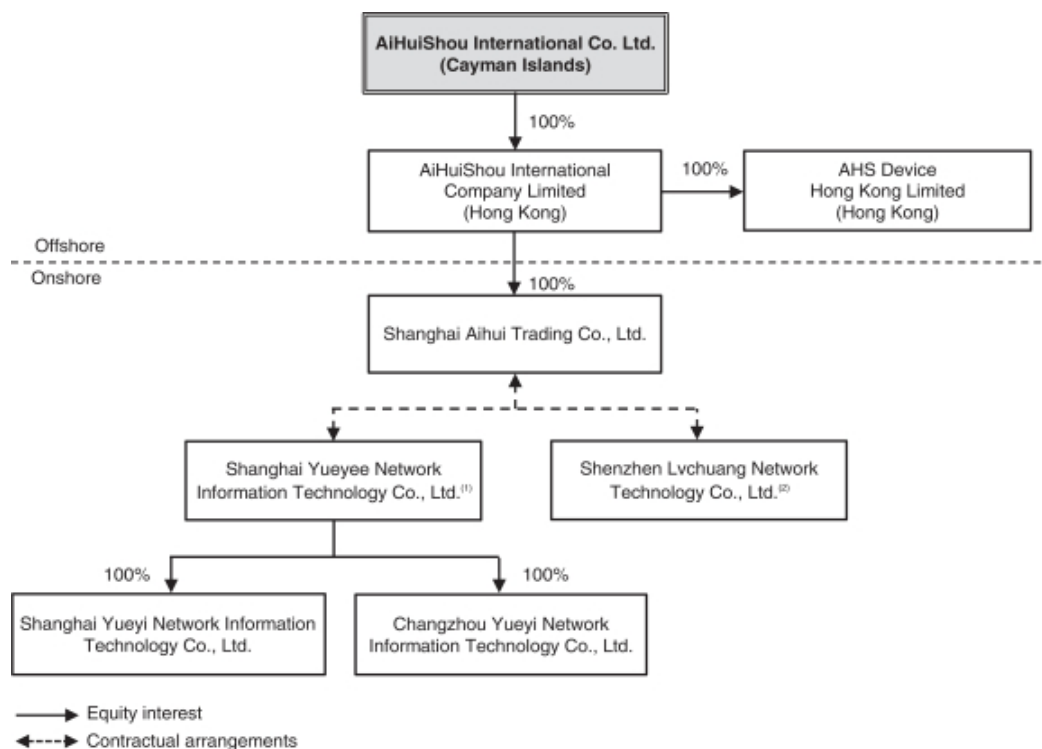 AiHuiShou International Co. Ltd.
(Cayman Islands)
100%
AiHuiShou International
Company Limited
(Hong Kong)
100%
AHS Device
Hong Kong Limited
(Hong Kong)
Offshore
Onshore
100%
Shanghai Aihui Trading Co., Ltd.
Shanghai Yueyee Network
Information Technology Co., Ltd.(1)
Shenzhen Lvchuang Network
Technology Co., Ltd.(2)
100%
100%
Shanghai Yueyi Network Information
Technology Co., Ltd.
Changzhou Yueyi Network
Information Technology Co., Ltd.
Equity interest
Contractual arrangements